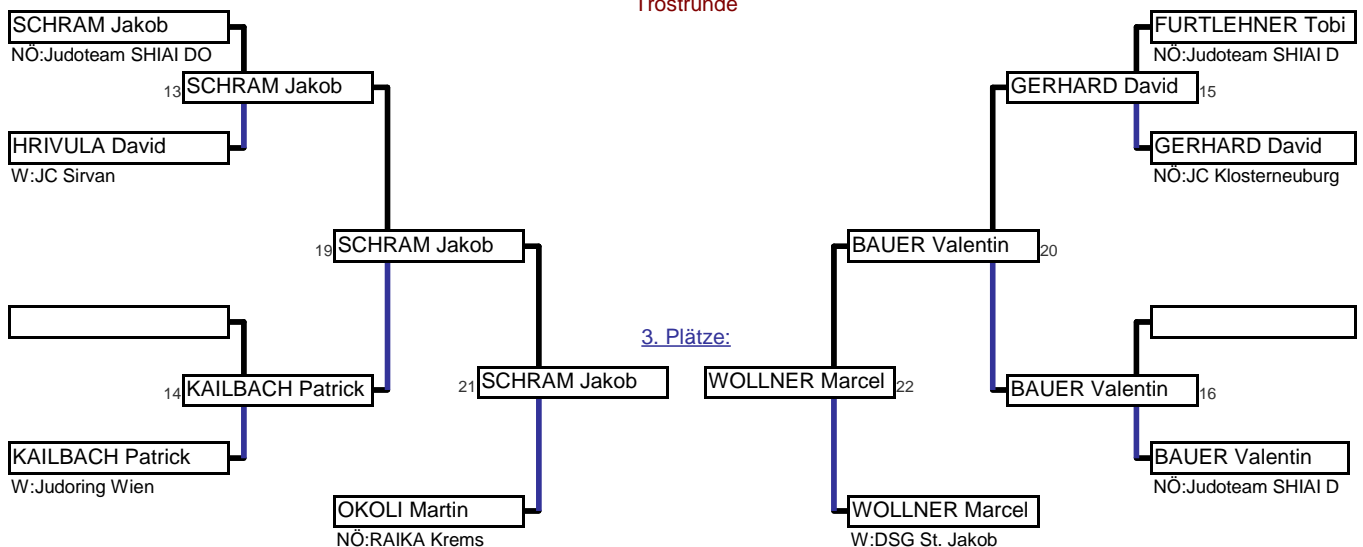 Trostrunde
SCHRAM Jakob
NÖ:Judoteam SHIAI DO
13
SCHRAM Jakob
HRIVULA David
W:JC Sirvan
19
SCHRAM Jakob
14
KAILBACH Patrick
KAILBACH Patrick
W:Judoring Wien
21
SCHRAM Jakob
OKOLI Martin
NÖ:RAIKA Krems
3. Plätze:
FURTLEHNER Tobi
NÖ:Judoteam SHIAI D
GERHARD David
15
GERHARD David
NÖ:JC Klosterneuburg
BAUER Valentin
20
WOLLNER Marcel
22
BAUER Valentin
16
BAUER Valentin
NÖ:Judoteam SHIAI D
WOLLNER Marcel
W:DSG St. Jakob